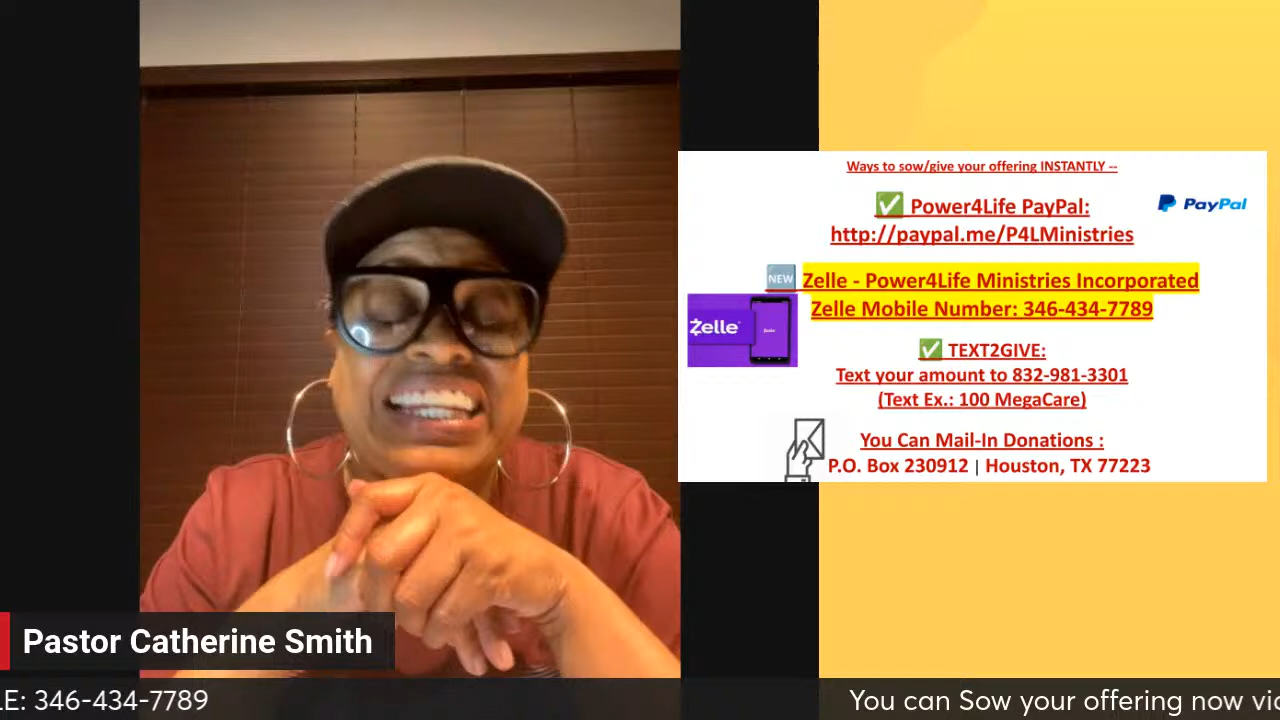 Ways to sow/give your offering INSTANTLY --
✅ Power4Life PayPal:
PayPal
http://paypal.me/P4LMinistries
NEW Zelle - Power4Life Ministries Incorporated
Zelle Mobile Number: 346-434-7789
Zelle
✅ TEXT2GIVE:
Text your amount to 832-981-3301
(Text Ex.: 100 MegaCare)
You Can Mail-In Donations :
P.O. Box 230912 | Houston, TX 77223
Pastor Catherine Smith
LE: 346-434-7789
You can Sow your offering now via